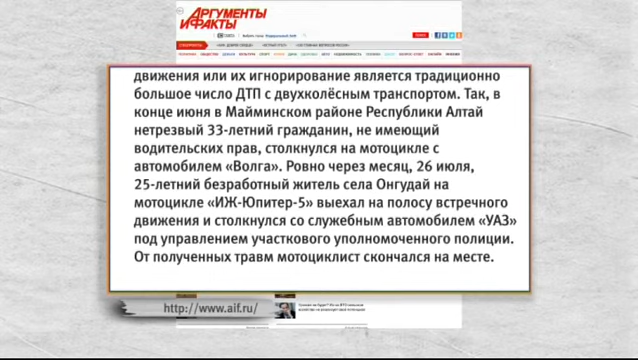 АРГУМЕНТЫ
И ФАКТЫ
движения или их игнорирование является традиционно
большое число ДТП с двухколёсным транспортом. Так, в
конце июня в Майминском районе Республики Алтай
нетрезвый 33-летний гражданин, не имеющий
водительских прав, столкнулся на мотоцикле с
автомобилем «Волга». Ровно через месяц, 26 июля,
25-летний безработный житель села Онгудай на
мотоцикле «ИЖ-Юпитер-5» выехал на полосу встречного
движения и столкнулся со служебным автомобилем «УАЗ»
под управлением участкового уполномоченного полиции.
От полученных травм мотоциклист скончался на месте.
http://www.aif.ru/